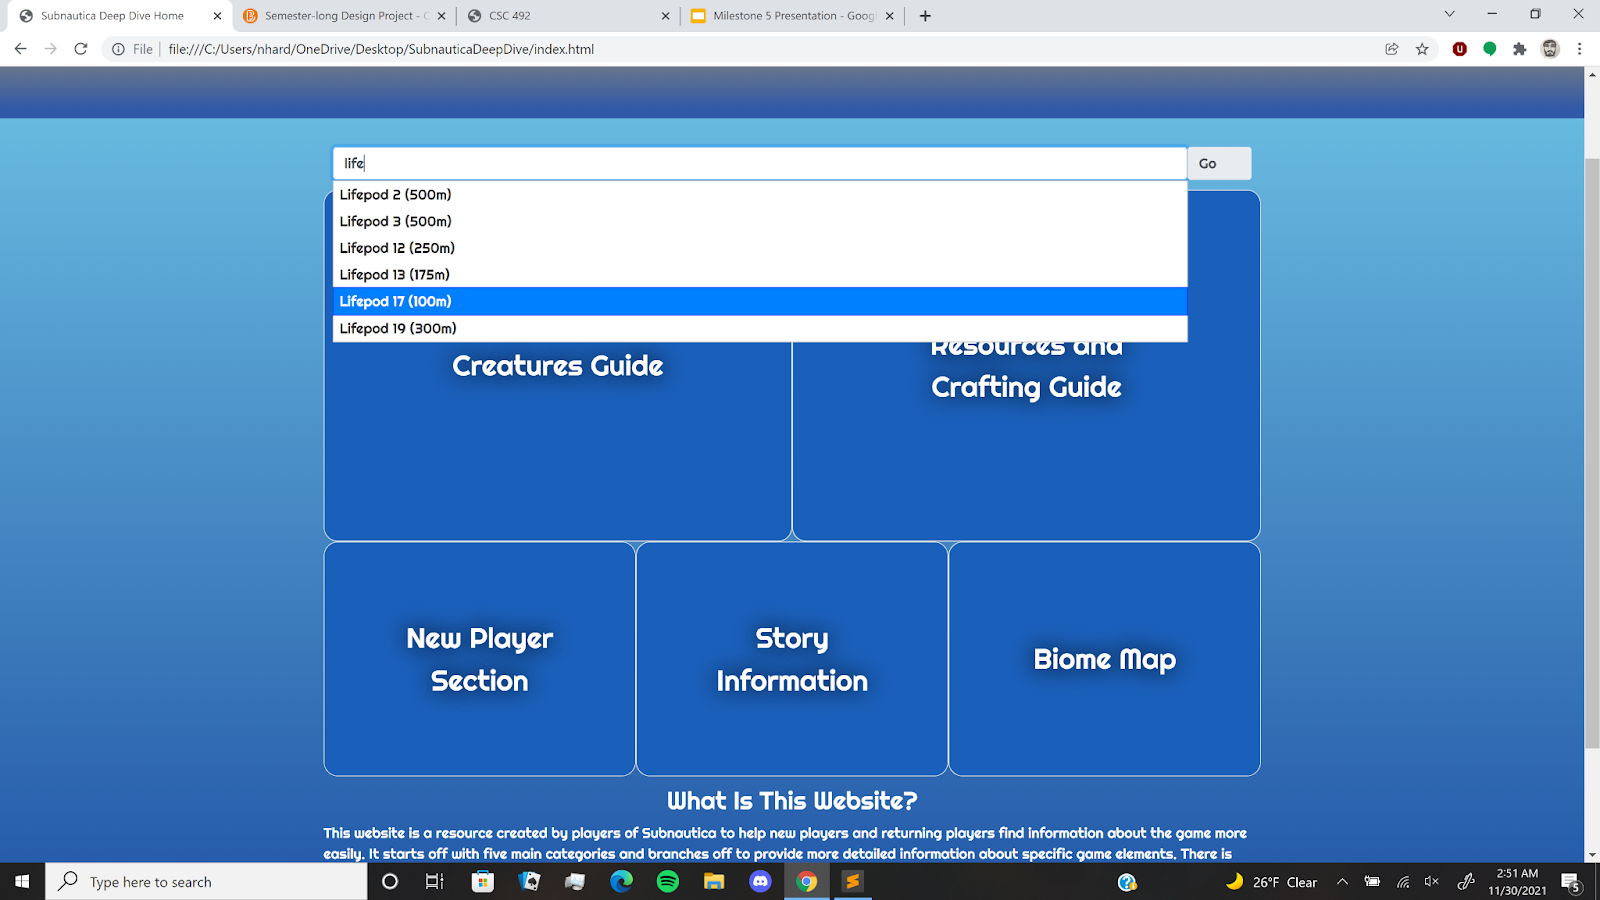 Subnautica Deep Dive Home
Semester-long Design Project -
CSC 492
Milestone 5 Presentation - Goog
File
file:///C:/Users/nhard/OneDrive/Desktop/SubnauticaDeepDive/index.html
life
Go
Lifepod 2 (500m)
Lifepod 3 (500m)
Lifepod 12 (250m)
Lifepod 13 (175m)
Lifepod 17 (100m)
Lifepod 19 (300m)
Creatures Guide
Resources and
Crafting Guide
New Player
Section
Story
Information
Biome Map
What Is This Website?
This website is a resource created by players of Subnautica to help new players and returning players find information about the game more
easily. It starts off with five main categories and branches off to provide more detailed information about specific game elements. There is
Type here to search
26°F Clear
2:51 AM
11/30/2021
5